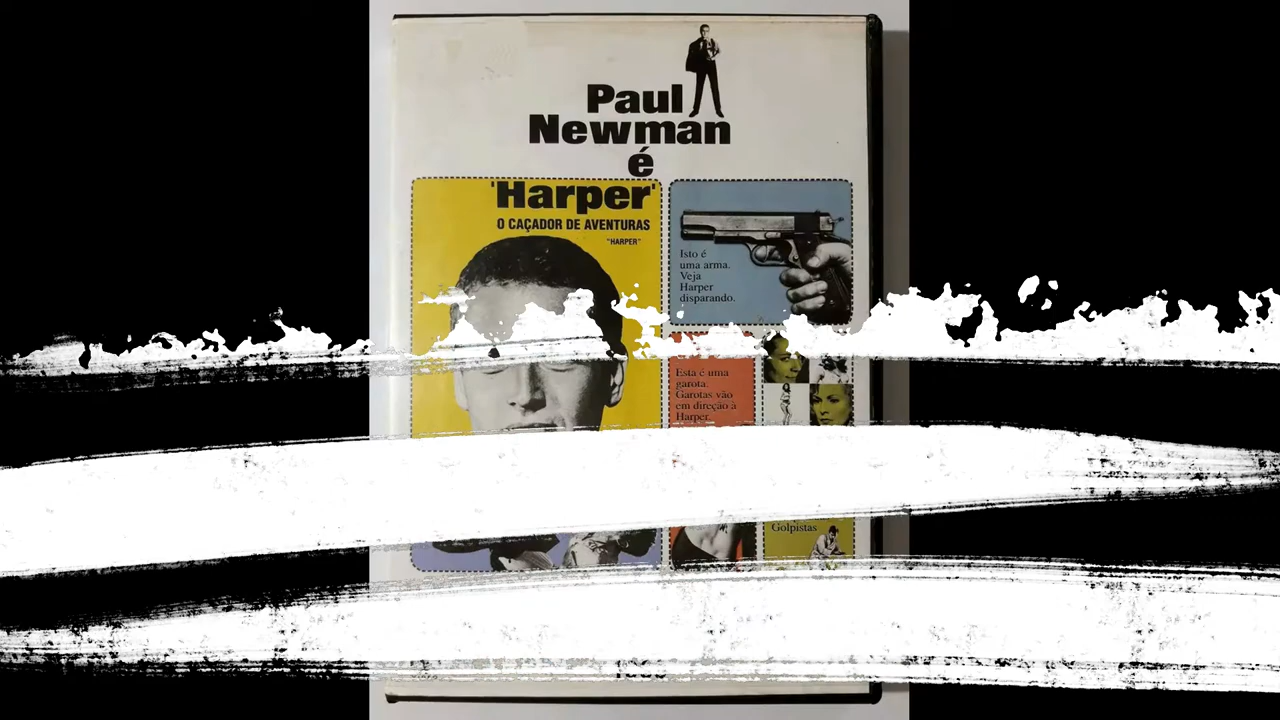 Paul
Newman
é
'Harper'
O CAÇADOR DE AVENTURAS
"HARPER"
Isto é
uma arma.
Veja
Harper
disparando.
Esta é uma
garota.
Garotas vão
em direção à
Harper.
Golpistas